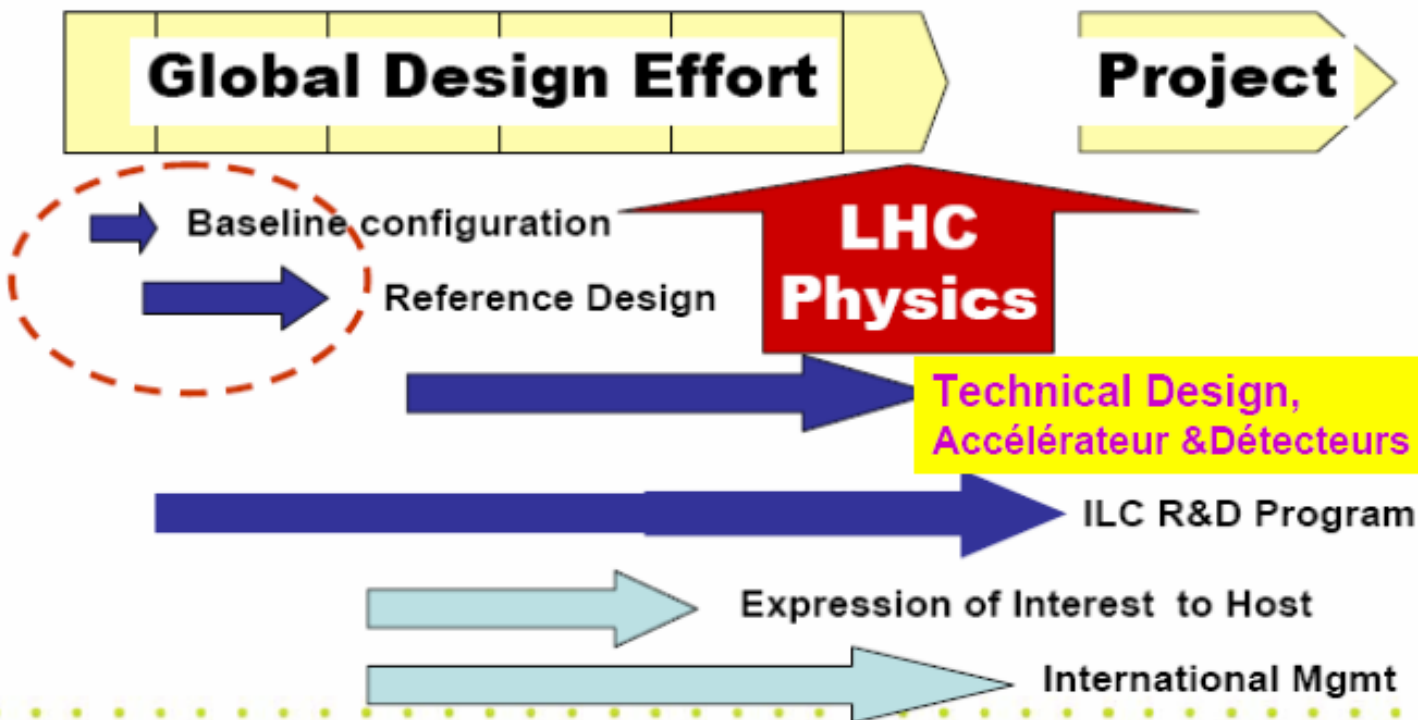 Global Design Effort
Project
Baseline configuration
LHC
Physics
Reference Design
Technical Design,
Accélérateur &Détecteurs
ILC R&D Program
Expression of Interest to Host
International Mgmt